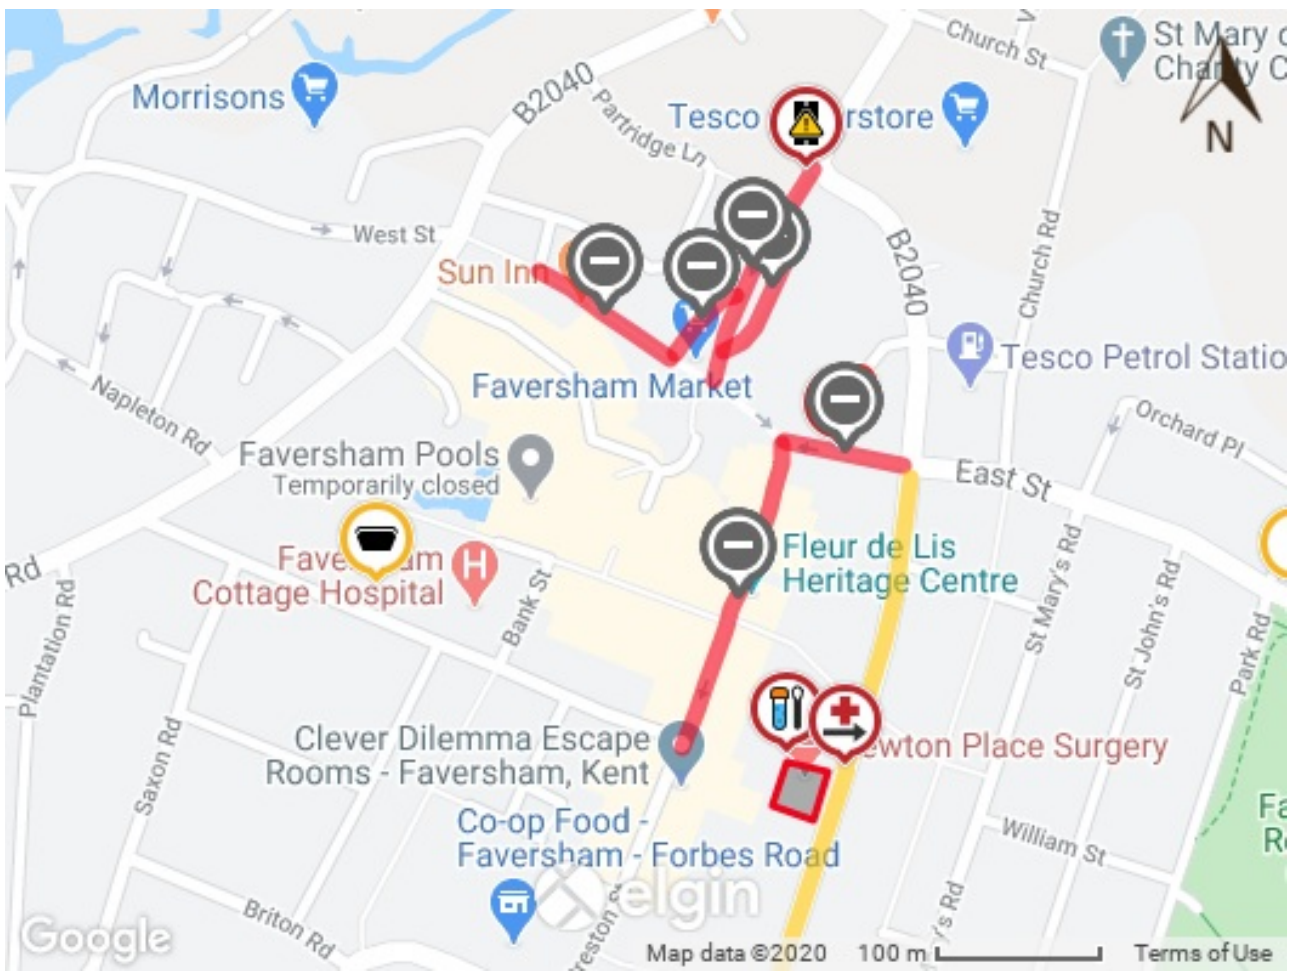 Church St
St Mary
Morrisons
B2040
Partridge Ln
Tesco
rstore
N
West St
Sun Inn
B2040
Church Rd
Tesco Petrol Statio
Faversham Market
Napleton Rd
Orchard Pl
Faversham Pools
Temporarily closed
East St
Fleur de Lis
Heritage Centre
Rd
Cottage Hospital
H
Bank St
St Mary's Rd
St John's Rd
Park Rd
Plantation Rd
Saxon Rd
Clever Dilemma Escape
Rooms - Faversham, Kent
ewton Place Surgery
Co-op Food -
Faversham - Forbes Road
William St
Briton Rd
elgin
reston
y's Rd
Google
Map data ©2020
100 m
Terms of Use